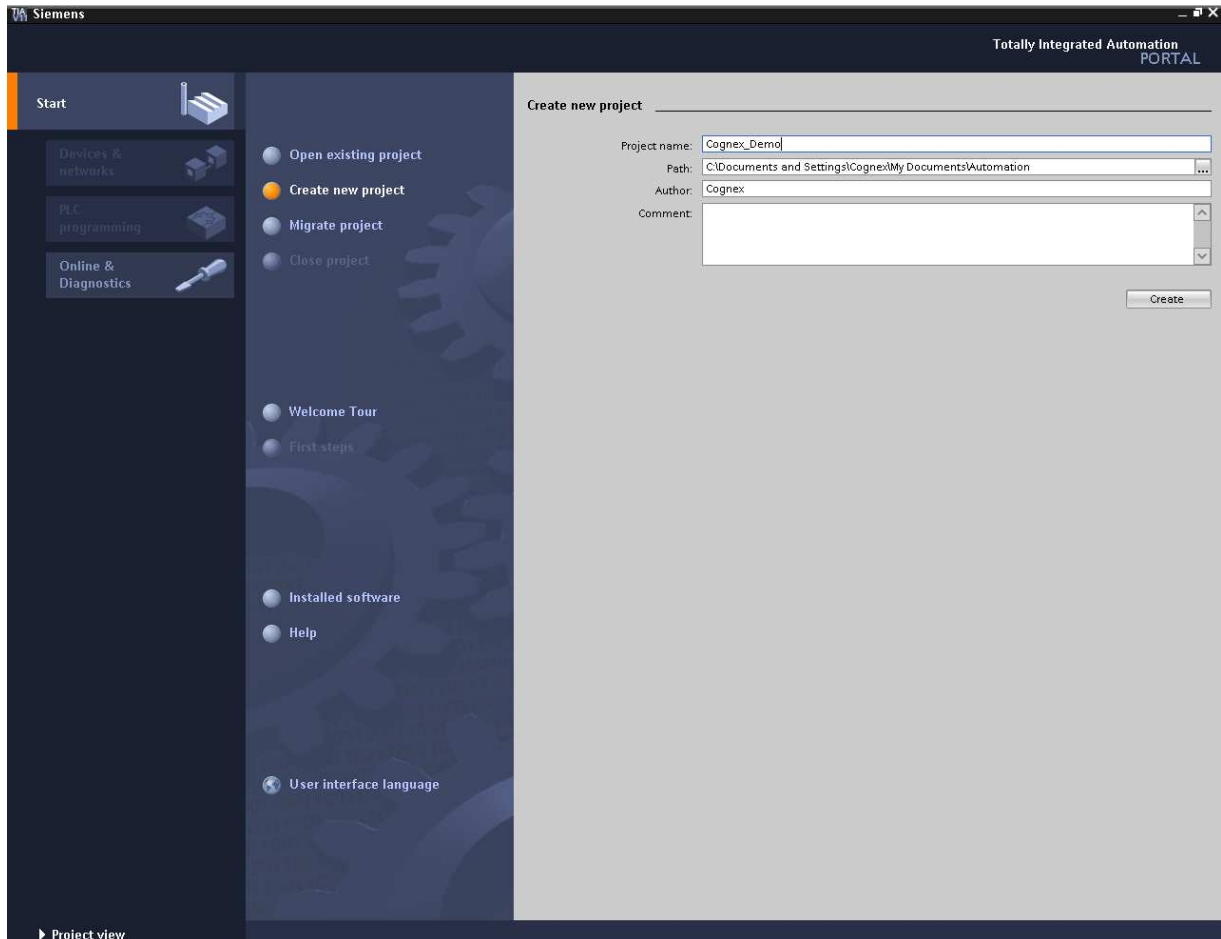 TIA Siemens
Totally Integrated Automation
PORTAL
Start
Devices &
networks
PLC
programming
Online &
Diagnostics
Open existing project
Create new project
Migrate project
Close project
Welcome Tour
First steps
Installed software
Help
User interface language
Create new project
Project name: Cognex_Demo
Path: C:\Documents and Settings\Cognex\My Documents\Automation ...
Author: Cognex
Comment:
Create
Project view